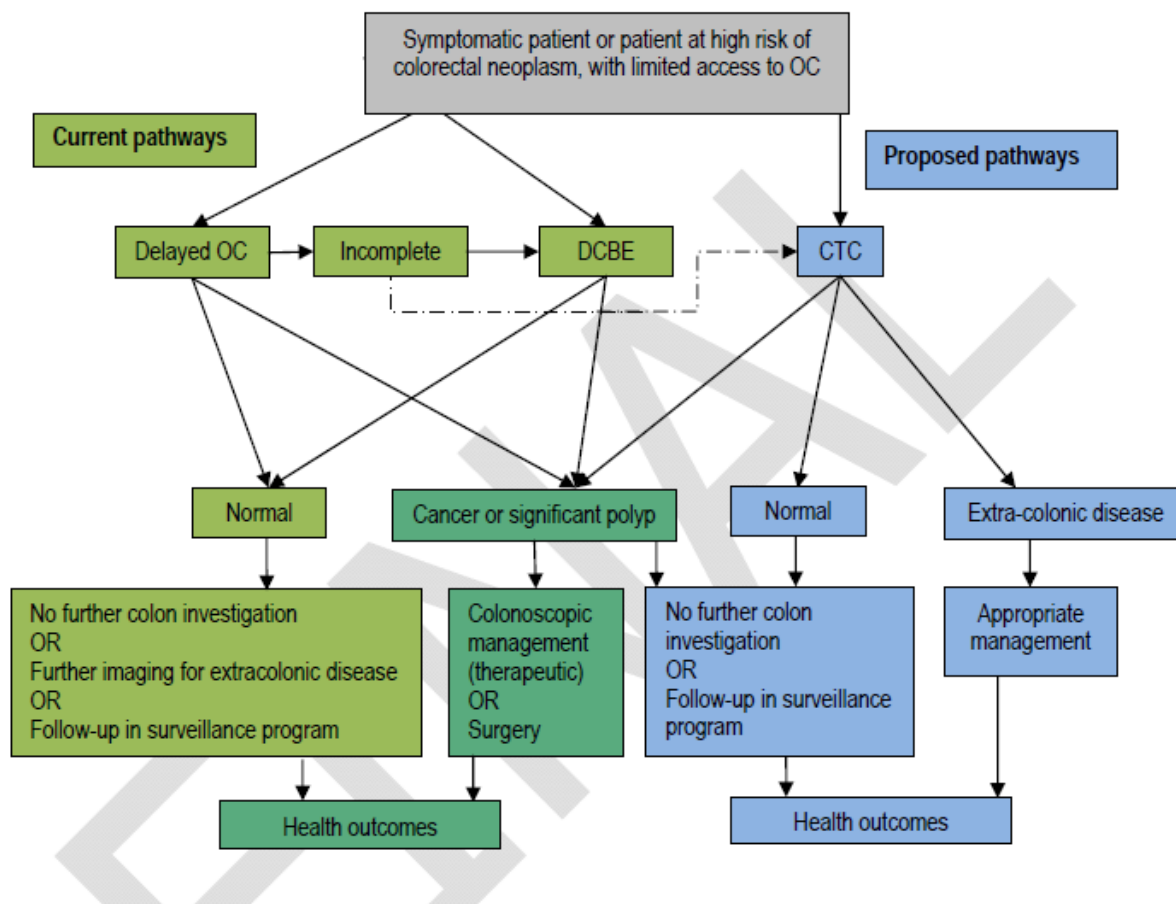 Symptomatic patient or patient at high risk of
colorectal neoplasm, with limited access to OC
Current pathways
Proposed pathways
Delayed OC
Incomplete
DCBE
CTC
Normal
Cancer or significant polyp
Normal
Extra-colonic disease
No further colon investigation
OR
Further imaging for extracolonic disease
OR
Follow-up in surveillance program
Colonoscopic
management
(therapeutic)
OR
Surgery
No further colon
investigation
OR
Follow-up in surveillance
program
Appropriate
management
Health outcomes
Health outcomes